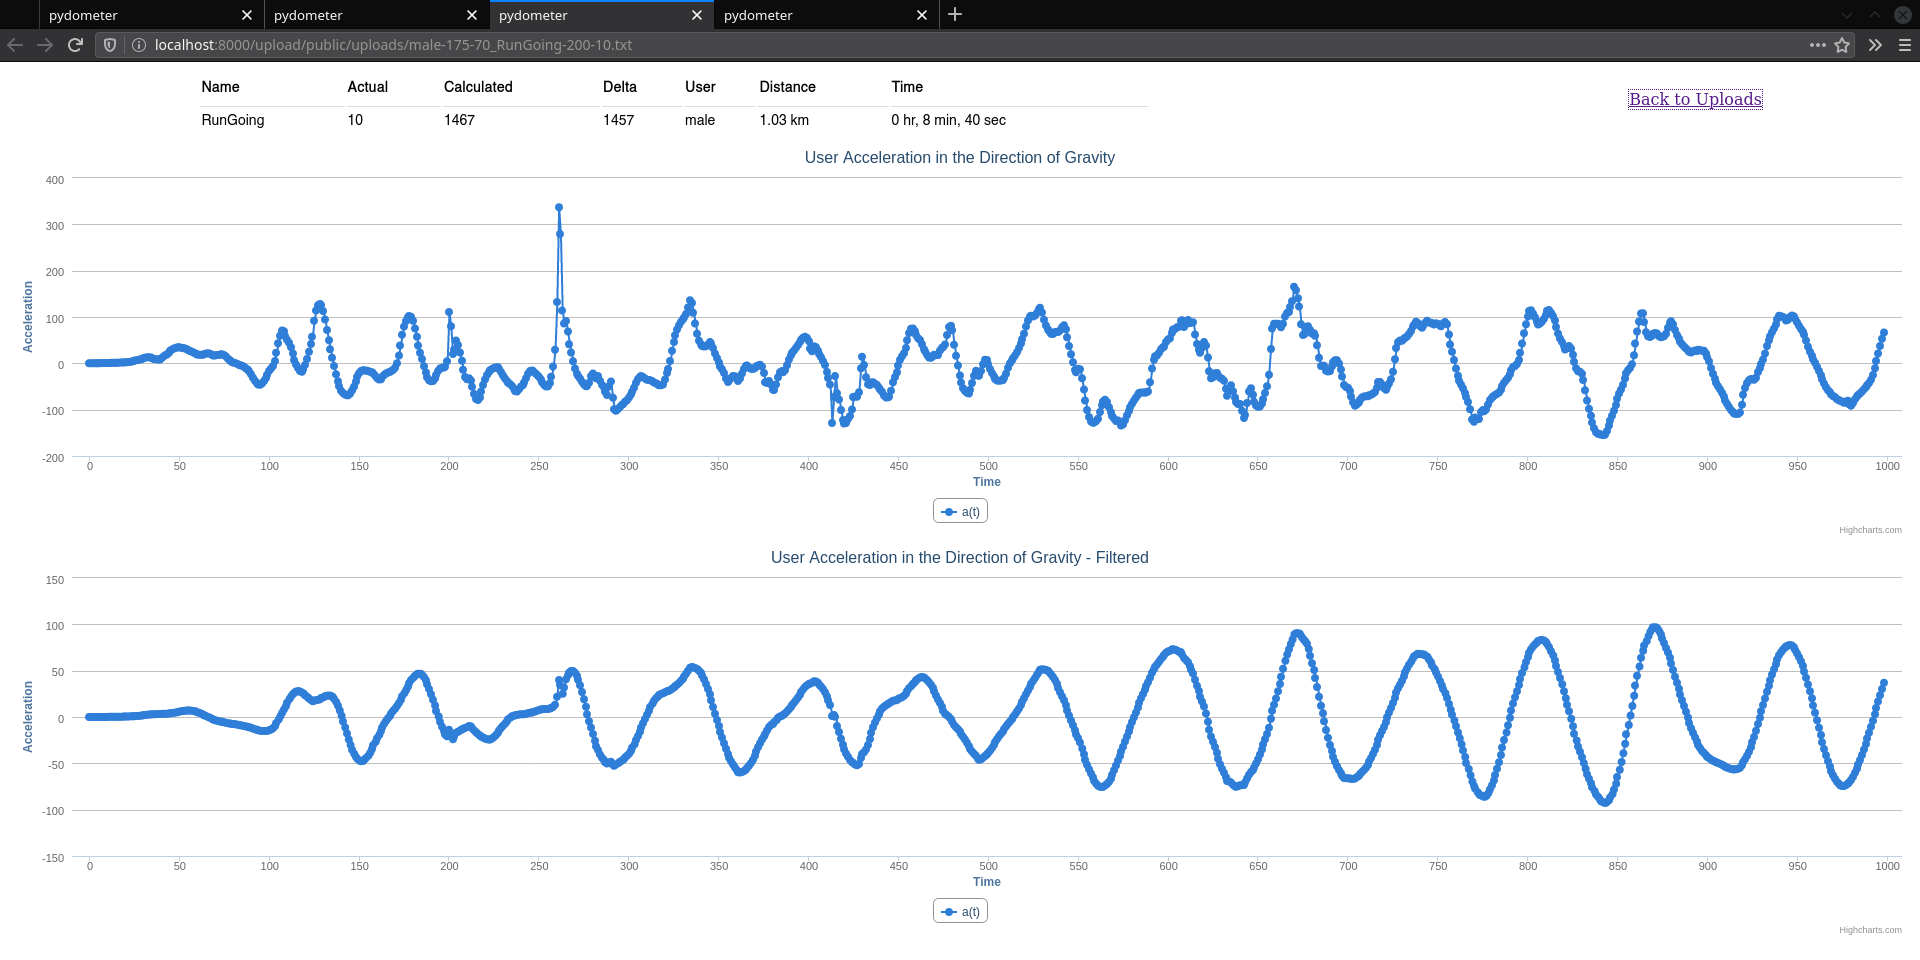 pydometer pydometer pydometer pydometer
localhost:8000/upload/public/uploads/male-175-70_RunGoing-200-10.txt
Name Actual Calculated Delta User Distance Time
Back to Uploads
RunGoing 10 1467 1457 male 1.03 km 0 hr, 8 min, 40 sec
User Acceleration in the Direction of Gravity
400
300
200
100
0
-100
-200
Acceleration
0 50 100 150 200 250 300 350 400 450 500 550 600 650 700 750 800 850 900 950 1000
Time
a(t)
Highcharts.com
User Acceleration in the Direction of Gravity - Filtered
150
100
50
0
-50
-100
-150
Acceleration
0 50 100 150 200 250 300 350 400 450 500 550 600 650 700 750 800 850 900 950 1000
Time
a(t)
Highcharts.com